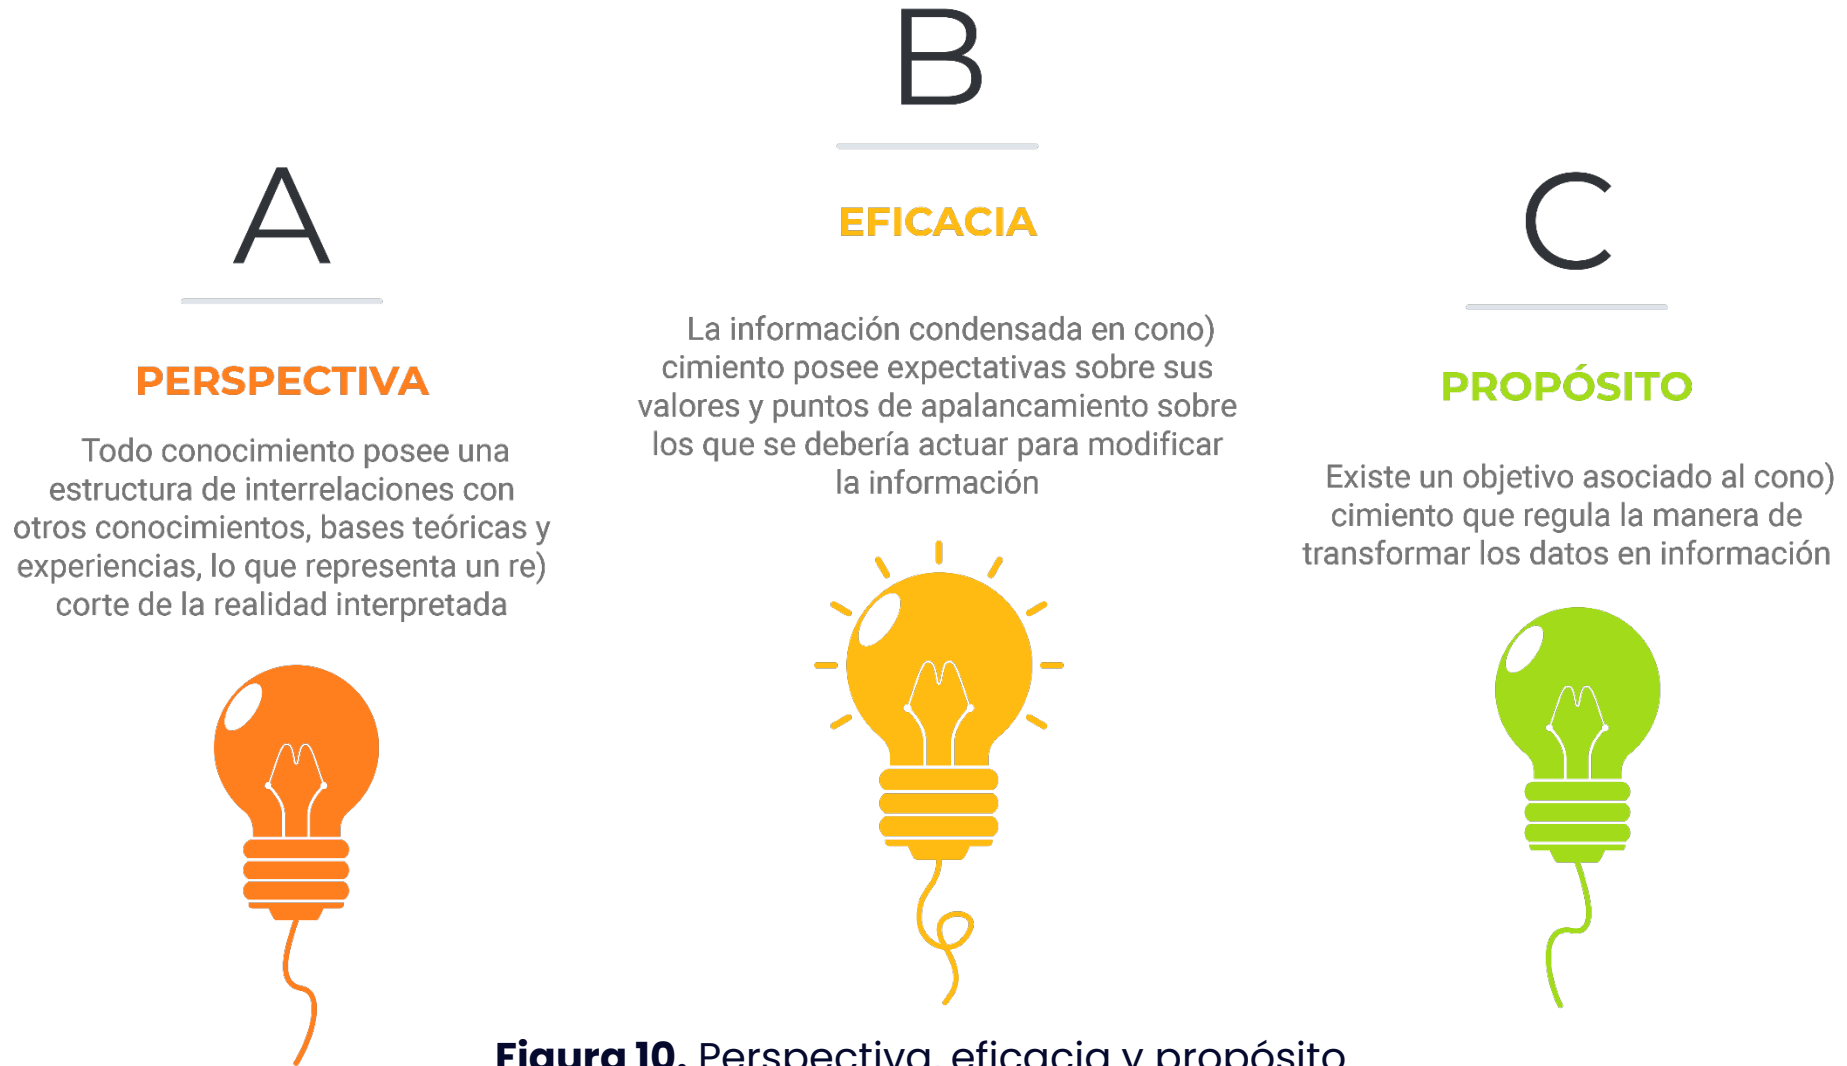 A
PERSPECTIVA
Todo conocimiento posee una
estructura de interrelaciones con
otros conocimientos, bases teóricas y
experiencias, lo que representa un re)
corte de la realidad interpretada
B
EFICACIA
La información condensada en cono)
cimiento posee expectativas sobre sus
valores y puntos de apalancamiento sobre
los que se debería actuar para modificar
la información
C
PROPÓSITO
Existe un objetivo asociado al cono)
cimiento que regula la manera de
transformar los datos en información
Figura 10. Perspectiva, eficacia y propósito